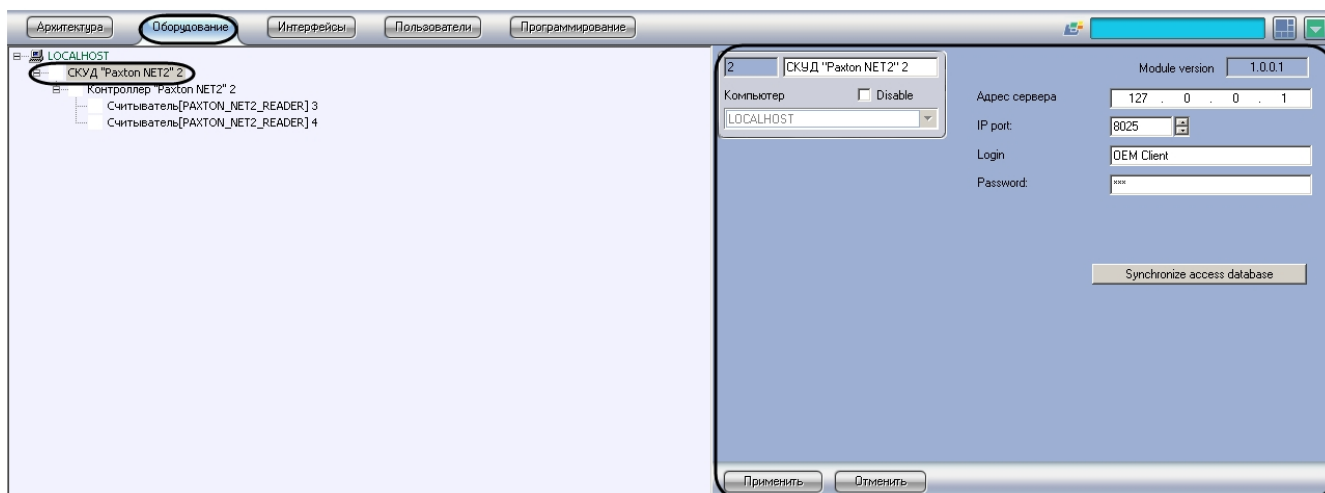 Архитектура Оборудование Интерфейсы Пользователи Программирование
LOCALHOST
СКУД "Paxton NET2" 2
Контроллер "Paxton NET2" 2
Считыватель[PAXTON_NET2_READER] 3
Считыватель[PAXTON_NET2_READER] 4
2 СКУД "Paxton NET2" 2
Компьютер Disable
LOCALHOST
Module version 1.0.0.1
Адрес сервера 127 . 0 . 0 . 1
IP port: 8025
Login OEM Client
Password: ***
Synchronize access database
Применить Отменить